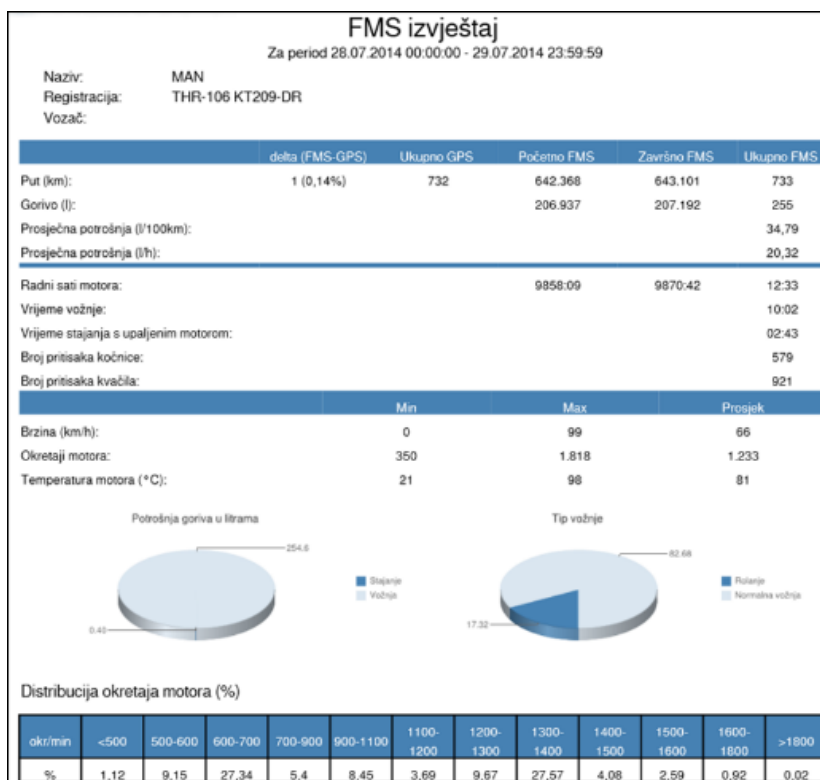 FMS izvještaj
Za period 28.07.2014 00:00:00 - 29.07.2014 23:59:59
Naziv: MAN
Registracija: THR-106 KT209-DR
Vozač:
delta (FMS-GPS) Ukupno GPS Početno FMS Završno FMS Ukupno FMS
Put (km): 1 (0,14%) 732 642.368 643.101 733
Gorivo (l): 206.937 207.192 255
Prosječna potrošnja (l/100km): 34,79
Prosječna potrošnja (l/h): 20,32
Radni sati motora: 9858:09 9870:42 12:33
Vrijeme vožnje: 10:02
Vrijeme stajanja s upaljenim motorom: 02:43
Broj pritisaka kočnice: 579
Broj pritisaka kvačila: 921
Min Max Prosjek
Brzina (km/h): 0 99 66
Okretaji motora: 350 1.818 1.233
Temperatura motora (°C): 21 98 81
Potrošnja goriva u litrama Tip vožnje
254.6 82.68
Stajanje Rolanje
Vožnja Normalna vožnja
0.40 17.32
Distribucija okretaja motora (%)
okr/min <500 500-600 600-700 700-900 900-1100 1100-1200 1200-1300 1300-1400 1400-1500 1500-1600 1600-1800 >1800
% 1.12 9.15 27.34 5.4 8.45 3.69 9.67 27.57 4.08 2.59 0.92 0.02